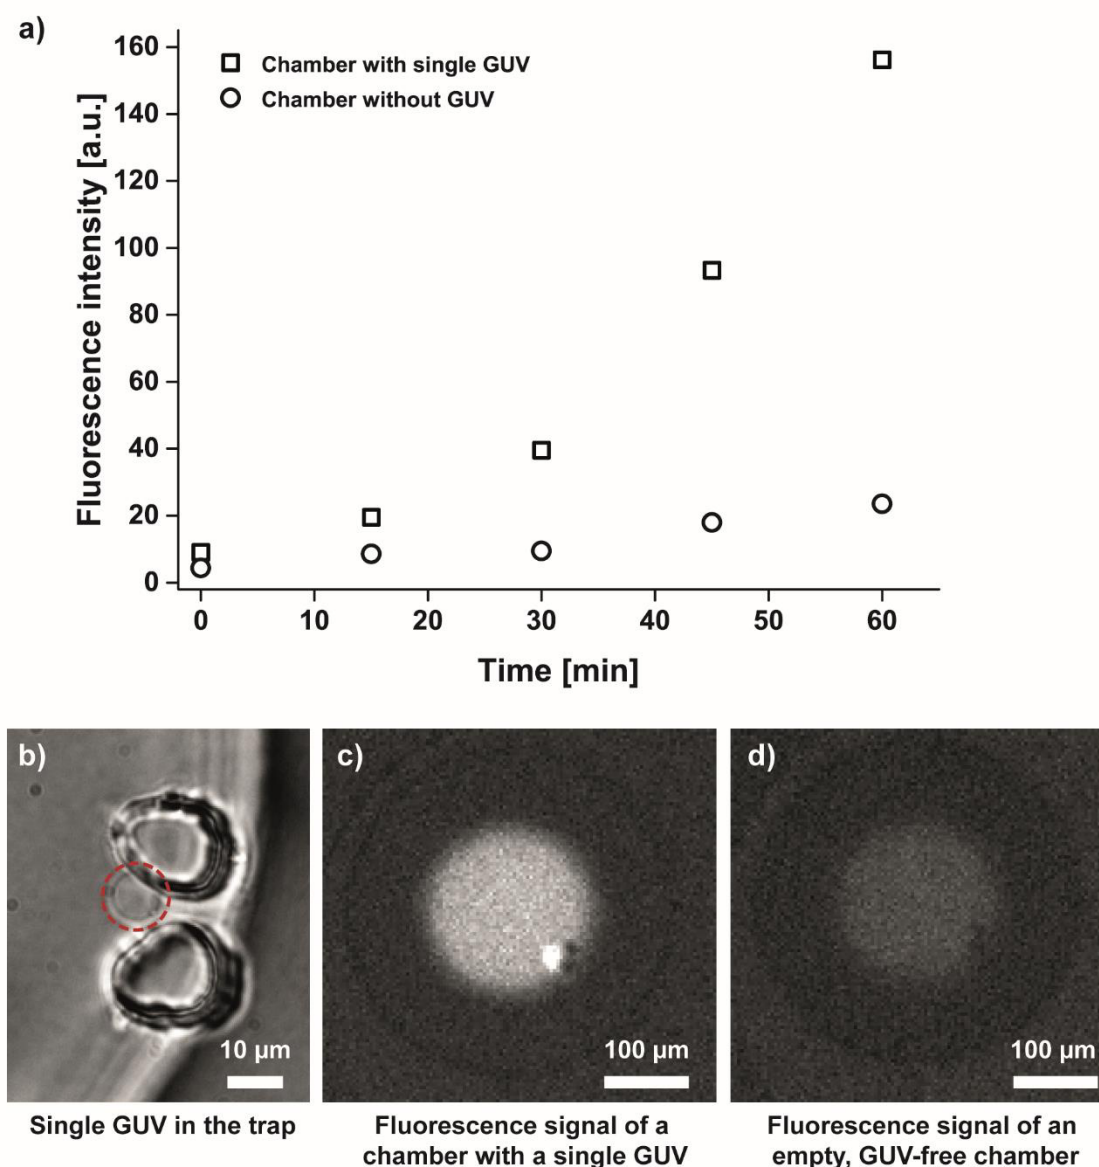 a)
Fluorescence intensity [a.u.]
160
140
120
100
80
60
40
20
0
Chamber with single GUV
Chamber without GUV
0 10 20 30 40 50 60
Time [min]
b)
10 µm
Single GUV in the trap
c)
100 µm
Fluorescence signal of a
chamber with a single GUV
d)
100 µm
Fluorescence signal of an
empty, GUV-free chamber